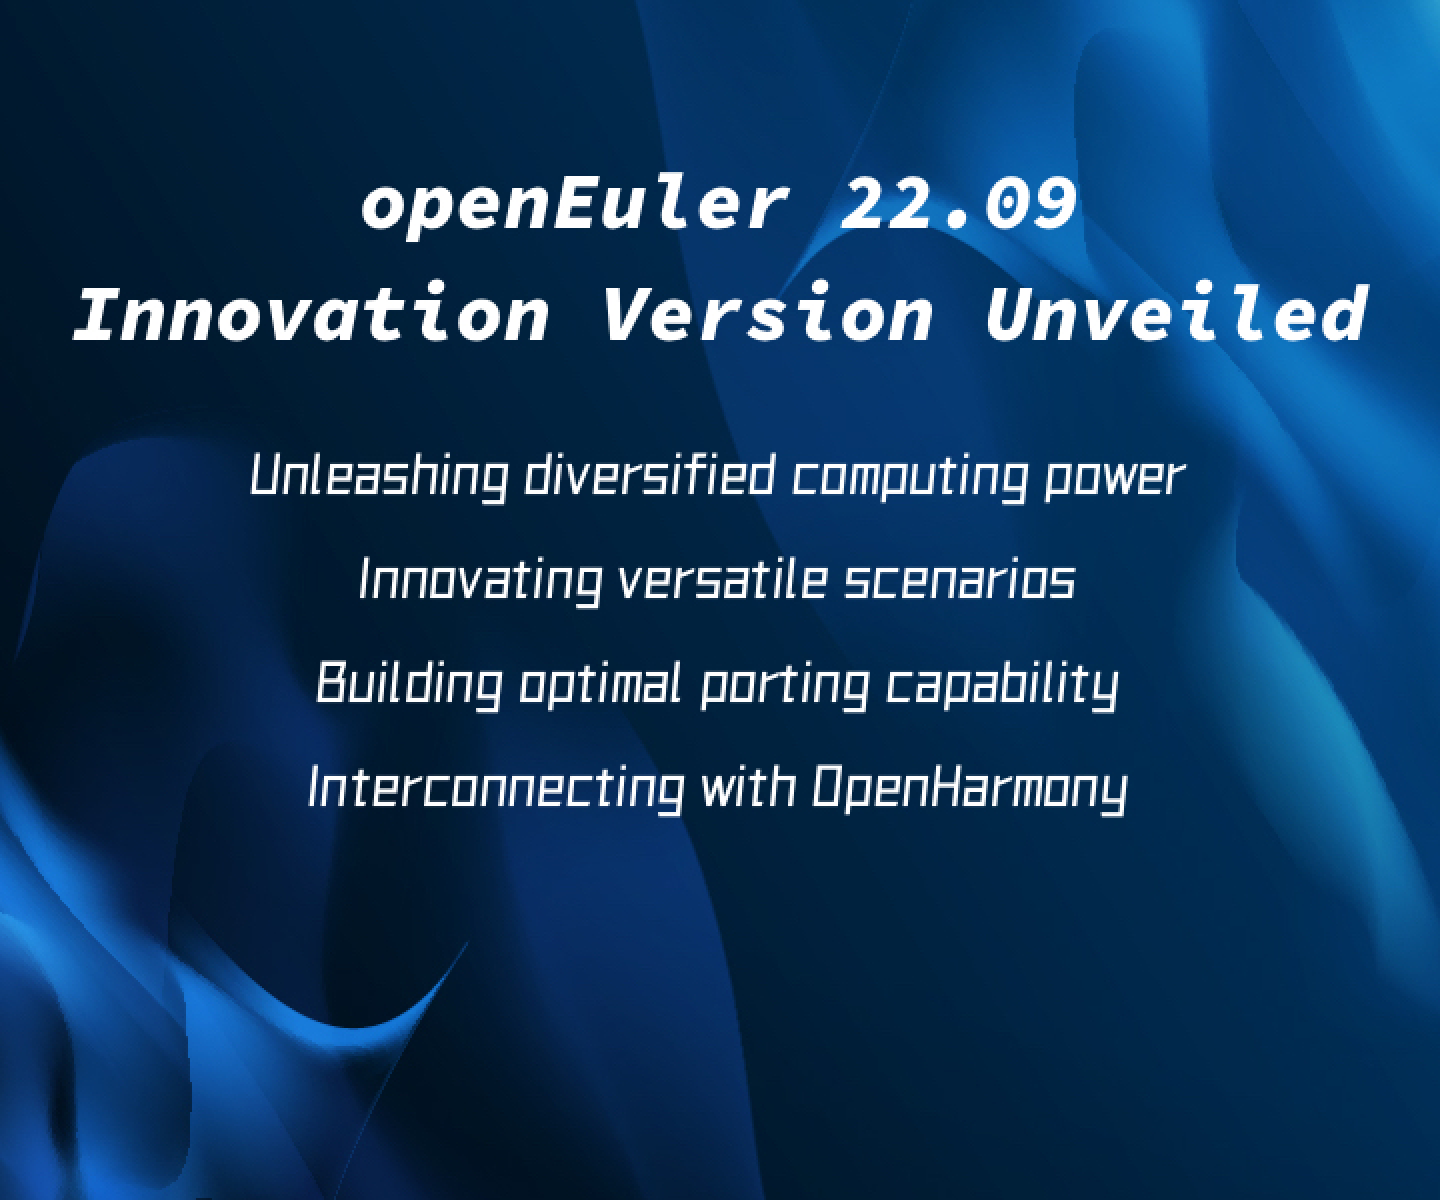 openEuler 22.09
Innovation Version Unveiled
Unleashing diversified computing power
Innovating versatile scenarios
Building optimal porting capability
Interconnecting with OpenHarmony